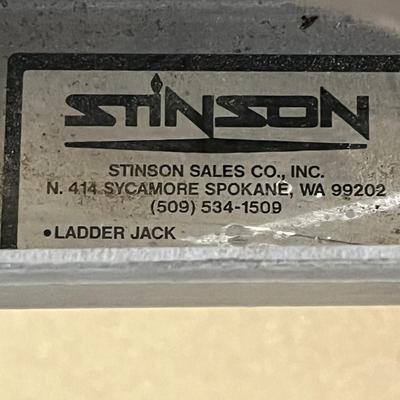 STINSON
STINSON SALES CO., INC.
N. 414 SYCAMORE SPOKANE, WA 99202
(509) 534-1509
•LADDER JACK